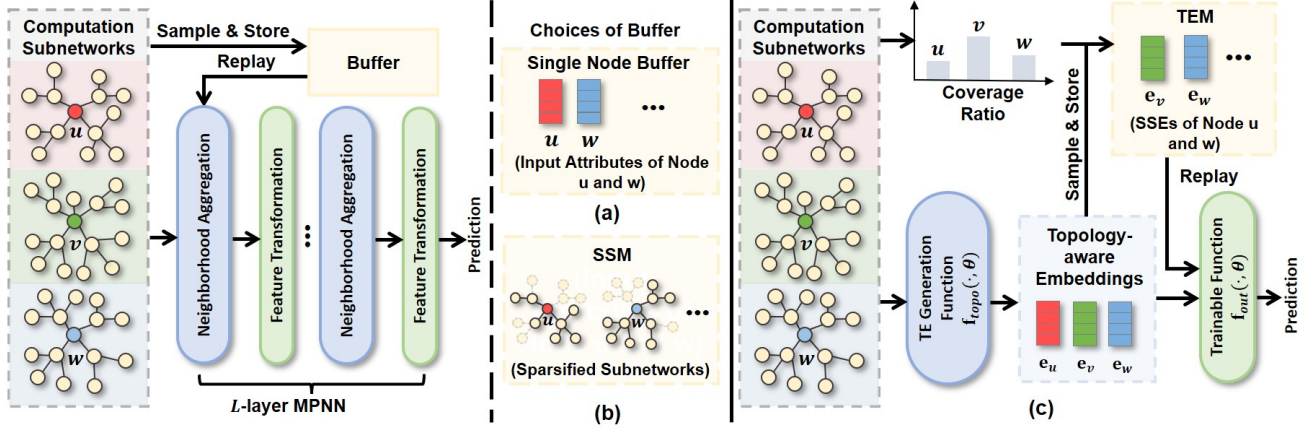 Computation
Subnetworks
u
v
w
Sample & Store
Replay
Buffer
Neighborhood Aggregation
Feature Transformation
...
Neighborhood Aggregation
Feature Transformation
Prediction
L-layer MPNN
Choices of Buffer
Single Node Buffer
u
w
...
(Input Attributes of Node
u and w)
(a)
SSM
u
w
...
(Sparsified Subnetworks)
(b)
Computation
Subnetworks
u
v
w
u
v
w
Coverage
Ratio
Sample & Store
TEM
...
e_v
e_w
(SSEs of Node u
and w)
Replay
TE Generation
Function
f_topo(·, θ)
Topology-
aware
Embeddings
e_u
e_v
e_w
Trainable Function
f_out(·, θ)
Prediction
(c)